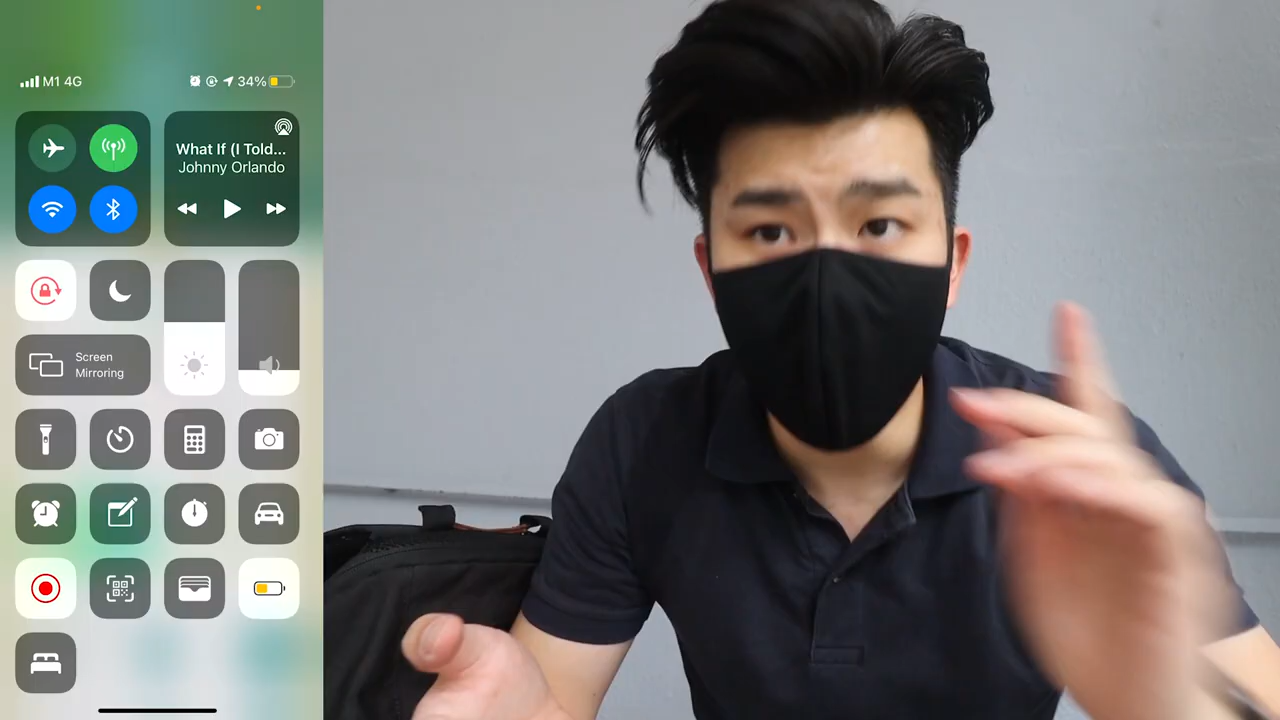 M1 4G
34%
What If (I Told...
Johnny Orlando
Screen
Mirroring